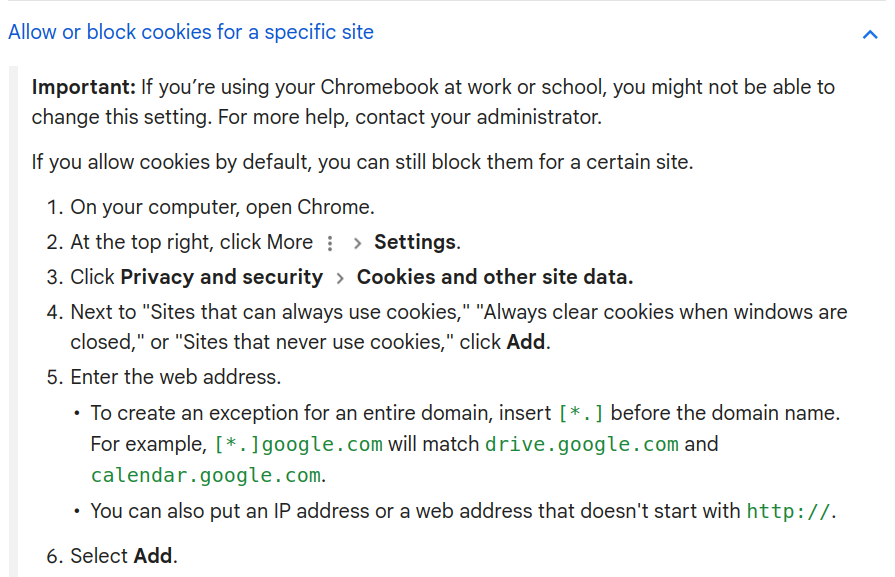 Allow or block cookies for a specific site
Important: If you’re using your Chromebook at work or school, you might not be able to
change this setting. For more help, contact your administrator.
If you allow cookies by default, you can still block them for a certain site.
1. On your computer, open Chrome.
2. At the top right, click More ⋮ > Settings.
3. Click Privacy and security > Cookies and other site data.
4. Next to "Sites that can always use cookies," "Always clear cookies when windows are
closed," or "Sites that never use cookies," click Add.
5. Enter the web address.
• To create an exception for an entire domain, insert [*.] before the domain name.
For example, [*.]google.com will match drive.google.com and
calendar.google.com.
• You can also put an IP address or a web address that doesn't start with http://.
6. Select Add.